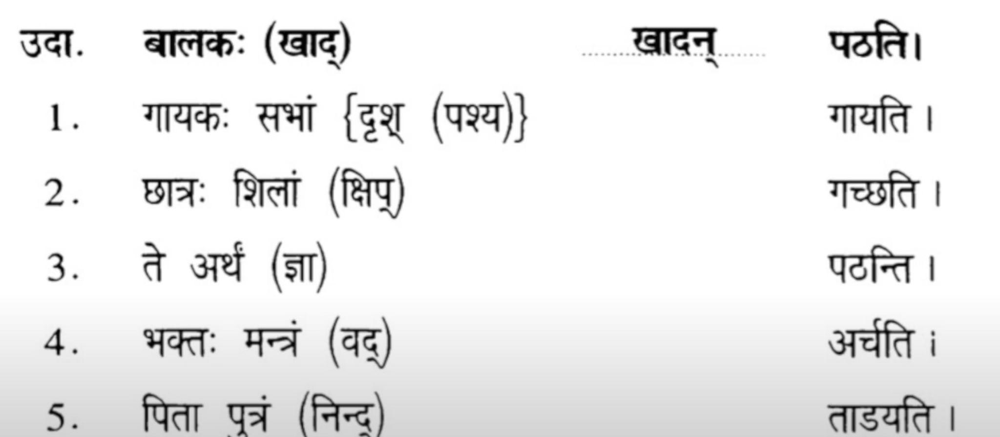 उदा. बालकः (खाद्) खादन् पठति।
1. गायकः सभां {दृश् (पश्य)} गायति ।
2. छात्रः शिलां (क्षिप्) गच्छति ।
3. ते अर्थं (ज्ञा) पठन्ति ।
4. भक्तः मन्त्रं (वद्) अर्चति ।
5. पिता पुत्रं (निन्द्) ताडयति ।